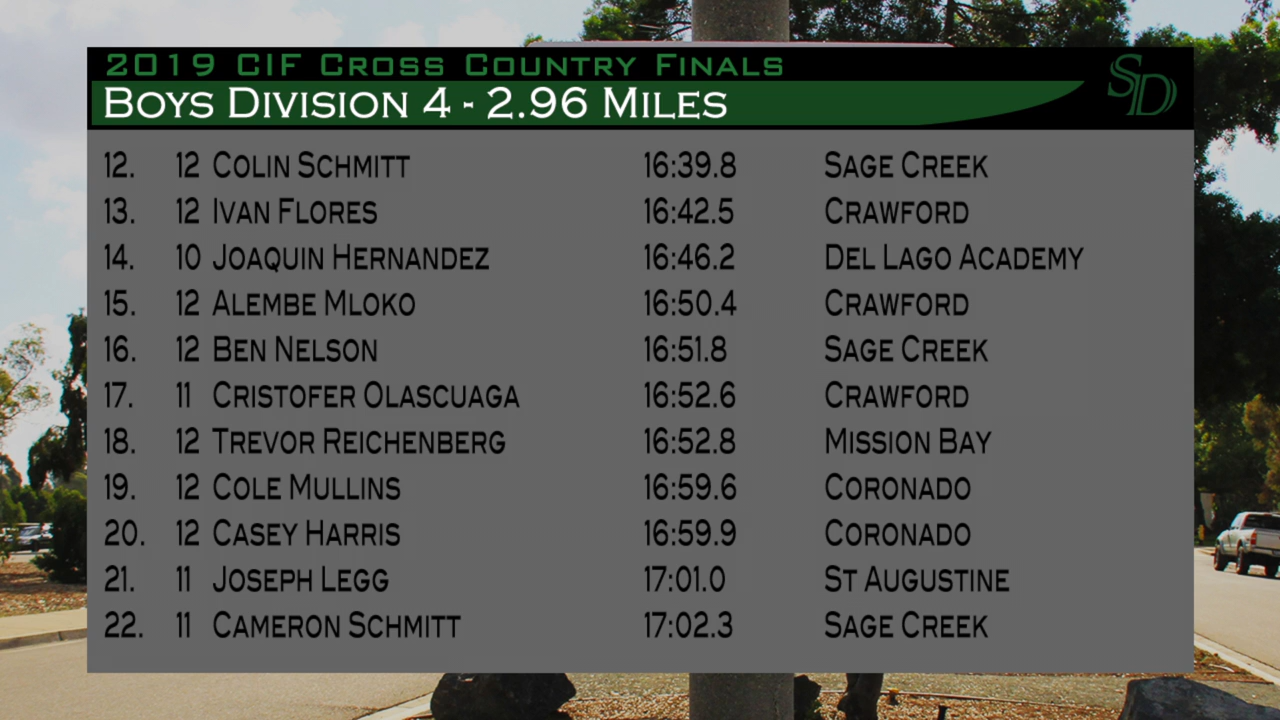 2019 CIF Cross Country Finals
Boys Division 4 - 2.96 Miles
SD
12. 12 Colin Schmitt 16:39.8 Sage Creek
13. 12 Ivan Flores 16:42.5 Crawford
14. 10 Joaquin Hernandez 16:46.2 Del Lago Academy
15. 12 Alembe Mloko 16:50.4 Crawford
16. 12 Ben Nelson 16:51.8 Sage Creek
17. 11 Cristofer Olascuaga 16:52.6 Crawford
18. 12 Trevor Reichenberg 16:52.8 Mission Bay
19. 12 Cole Mullins 16:59.6 Coronado
20. 12 Casey Harris 16:59.9 Coronado
21. 11 Joseph Legg 17:01.0 St Augustine
22. 11 Cameron Schmitt 17:02.3 Sage Creek